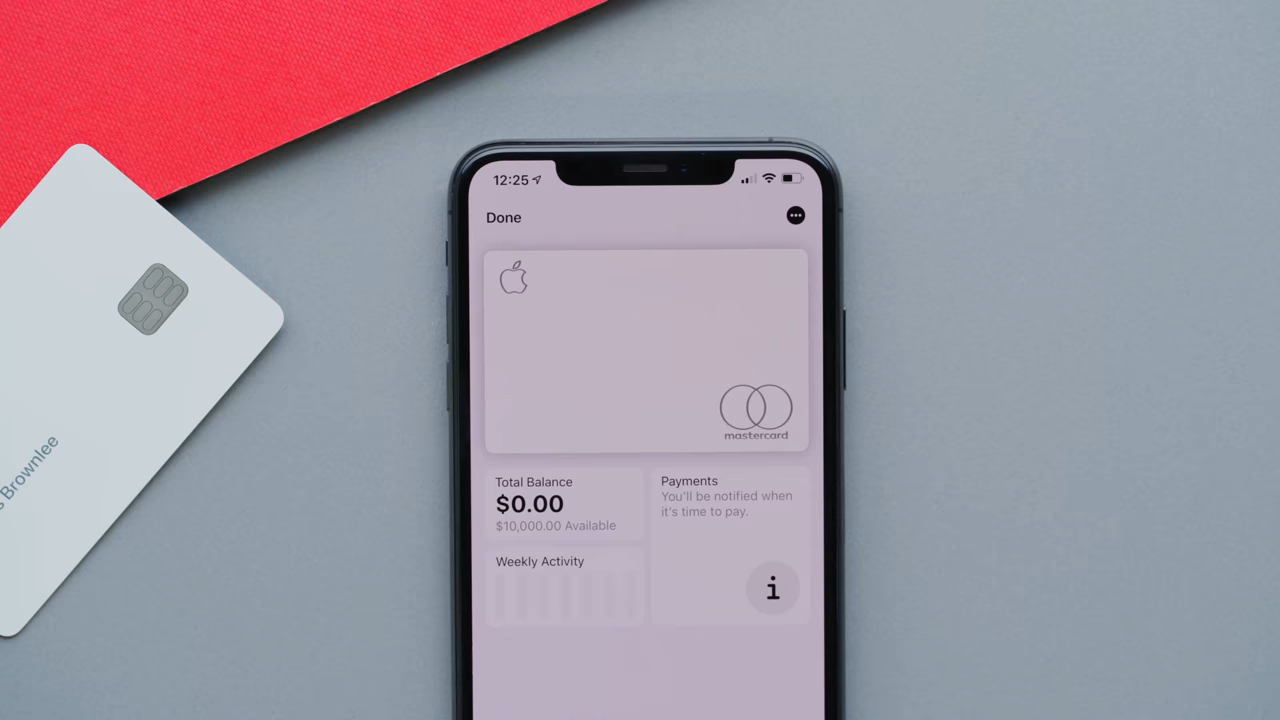 12:25
Done
mastercard
Total Balance
$0.00
$10,000.00 Available
Payments
You'll be notified when
it's time to pay.
Weekly Activity
i
Brownlee